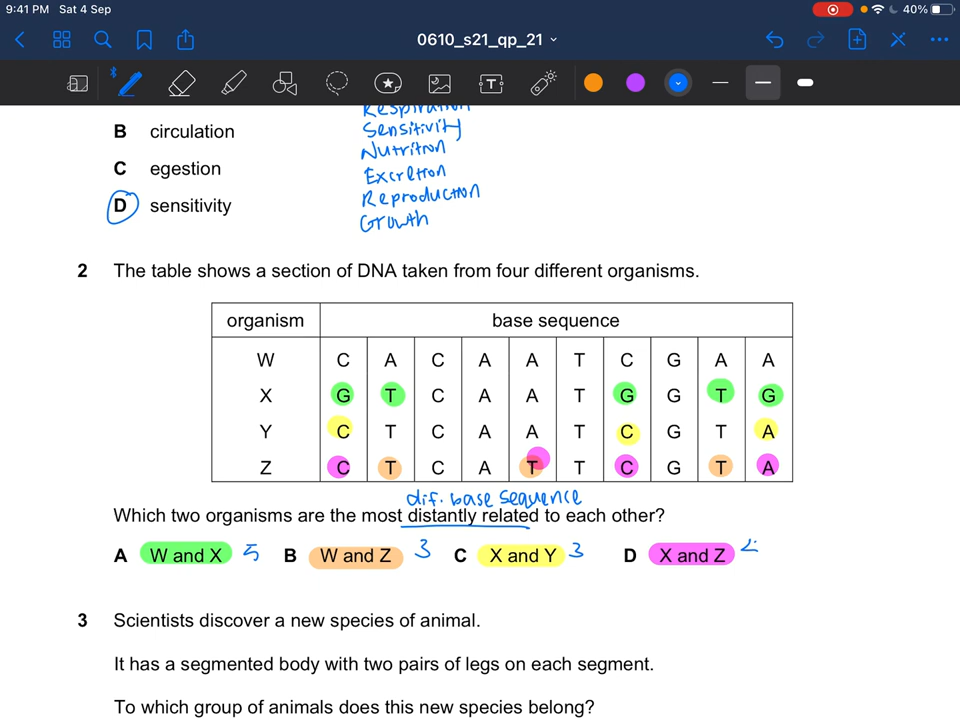 9:41 PM Sat 4 Sep
40%
0610_s21_qp_21
Respiration
B circulation
Sensitivity
Nutrition
C egestion
Excretion
D sensitivity
Reproduction
Growth
2 The table shows a section of DNA taken from four different organisms.
organism base sequence
W C A C A A T C G A A
X G T C A A T G G T G
Y C T C A A T C G T A
Z C T C A T T C G T A
dif. base sequence
Which two organisms are the most distantly related to each other?
A W and X 5 B W and Z 3 C X and Y 3 D X and Z
3 Scientists discover a new species of animal.
It has a segmented body with two pairs of legs on each segment.
To which group of animals does this new species belong?